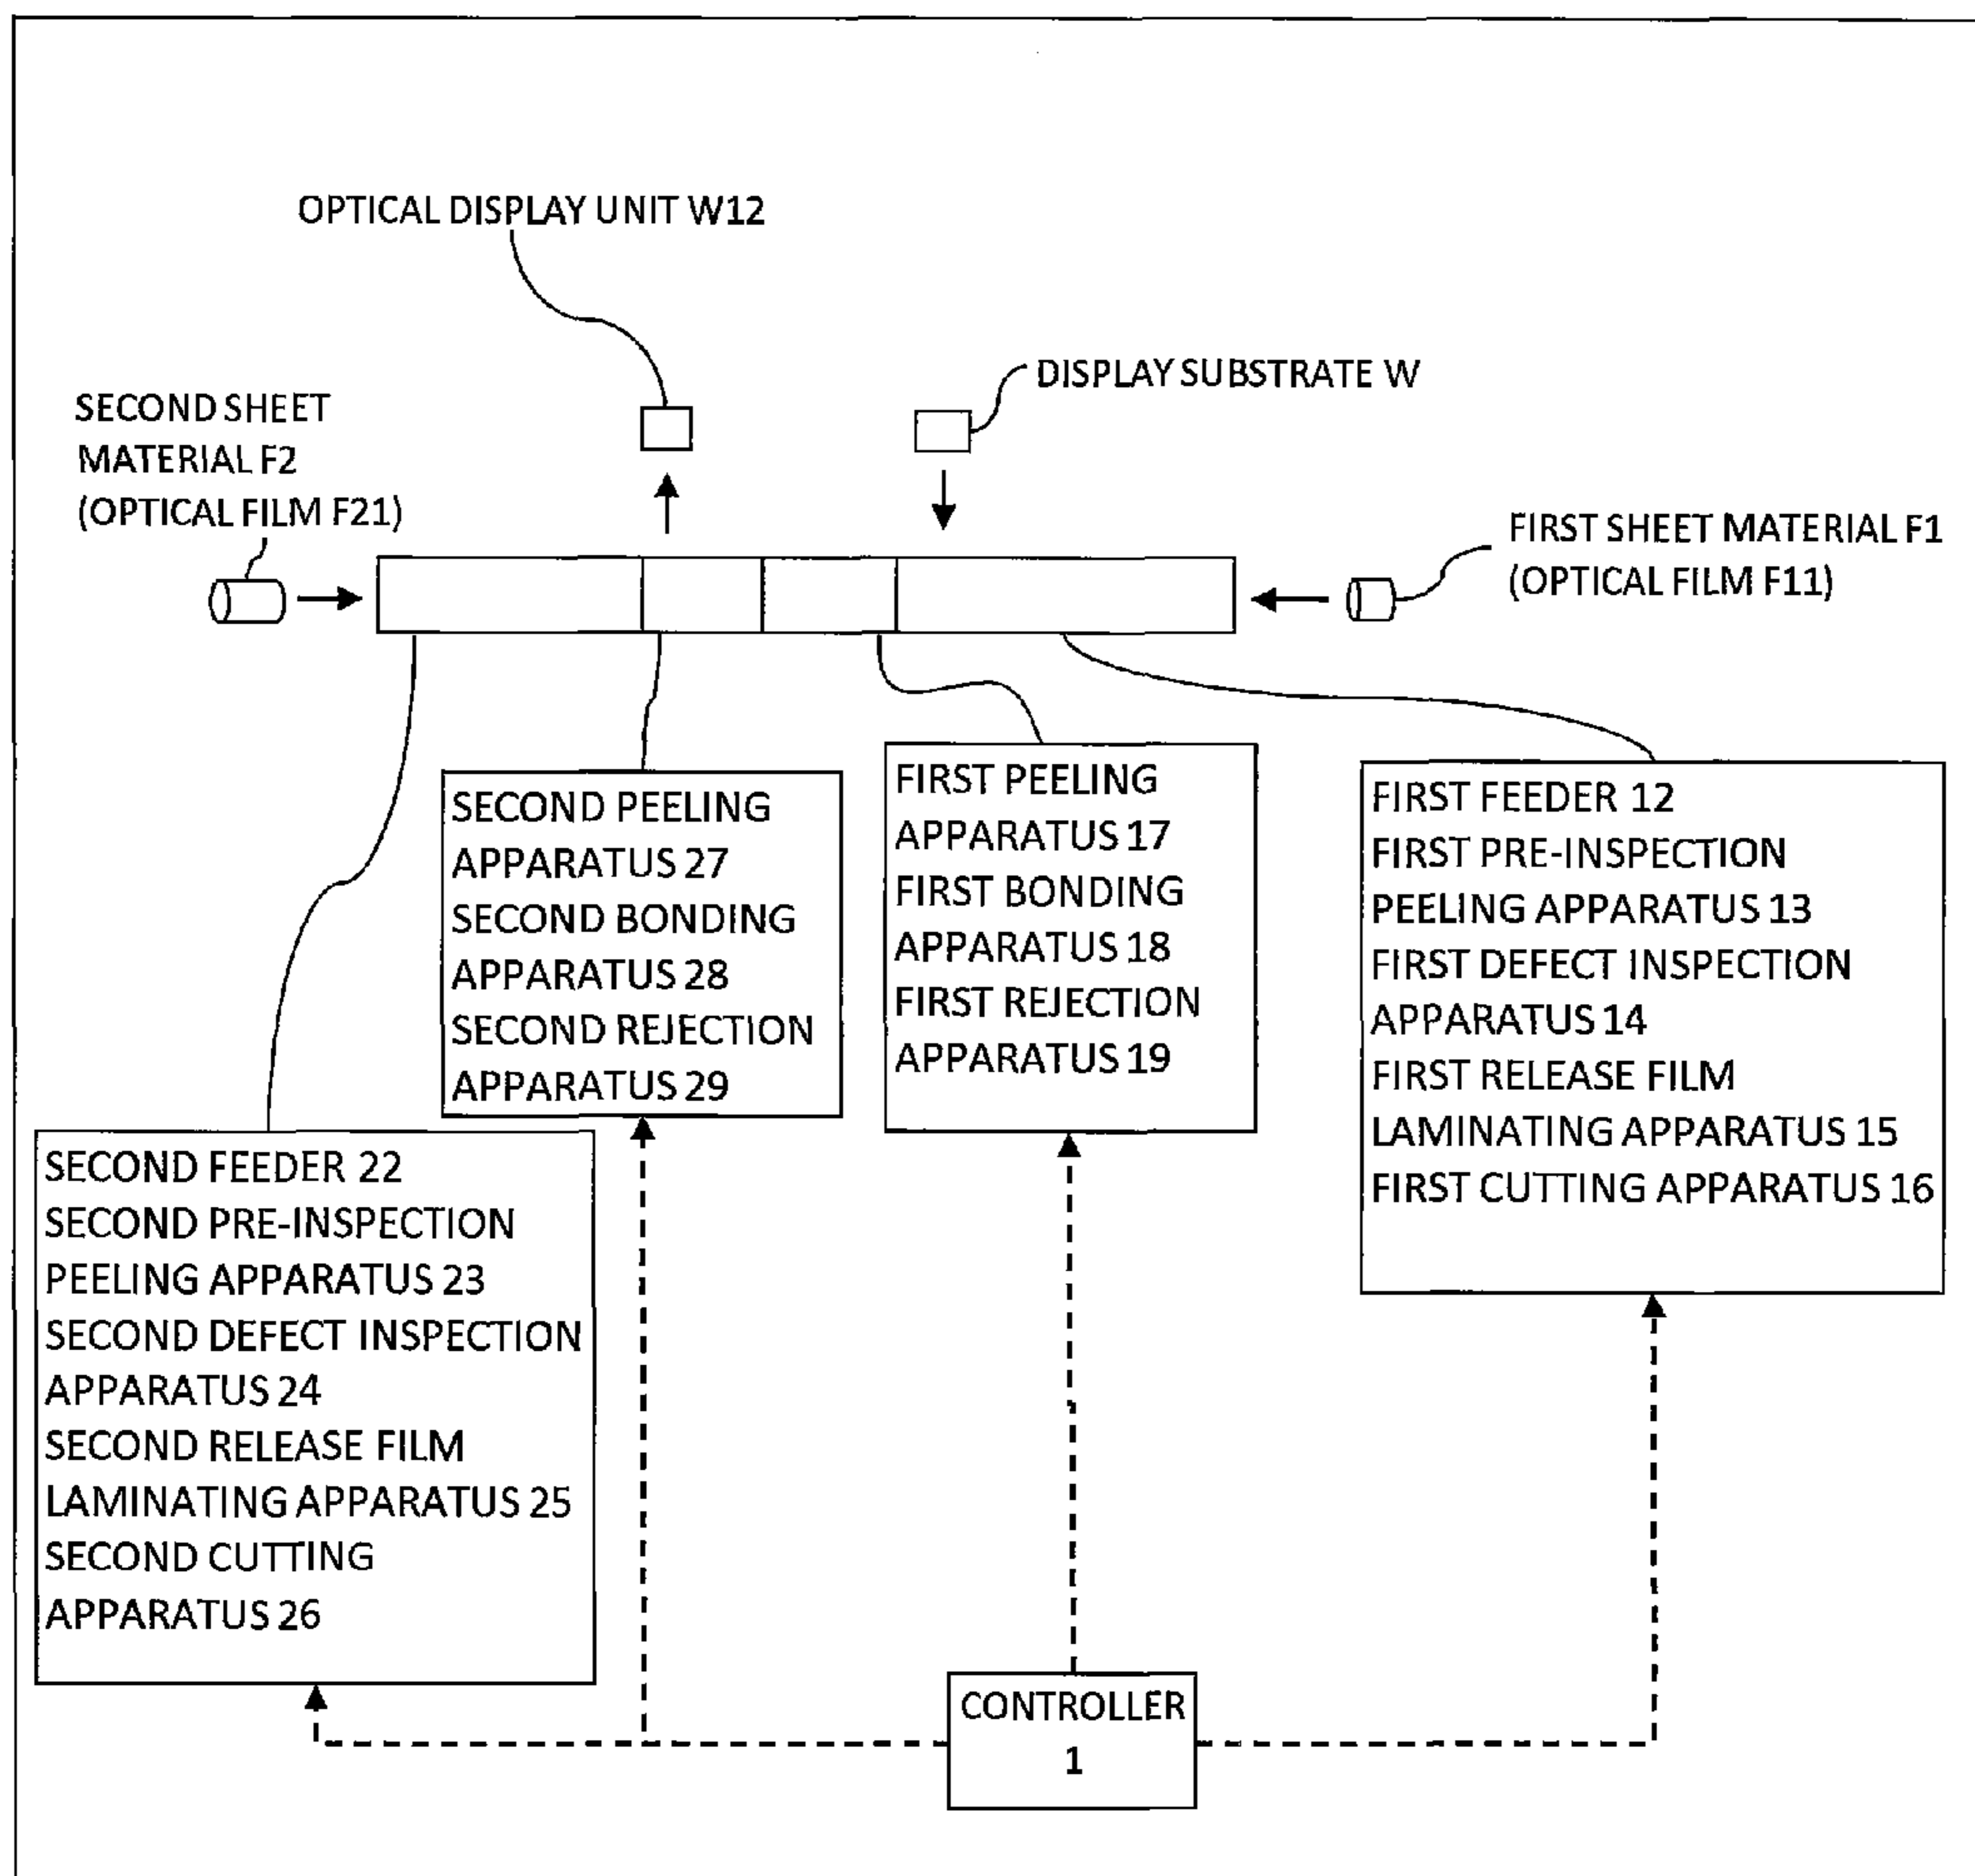 OPTICAL DISPLAY UNIT W12
DISPLAY SUBSTRATE W
SECOND SHEET
MATERIAL F2
(OPTICAL FILM F21)
FIRST SHEET MATERIAL F1
(OPTICAL FILM F11)
SECOND PEELING
APPARATUS 27
SECOND BONDING
APPARATUS 28
SECOND REJECTION
APPARATUS 29
FIRST PEELING
APPARATUS 17
FIRST BONDING
APPARATUS 18
FIRST REJECTION
APPARATUS 19
FIRST FEEDER 12
FIRST PRE-INSPECTION
PEELING APPARATUS 13
FIRST DEFECT INSPECTION
APPARATUS 14
FIRST RELEASE FILM
LAMINATING APPARATUS 15
FIRST CUTTING APPARATUS 16
SECOND FEEDER 22
SECOND PRE-INSPECTION
PEELING APPARATUS 23
SECOND DEFECT INSPECTION
APPARATUS 24
SECOND RELEASE FILM
LAMINATING APPARATUS 25
SECOND CUTTING
APPARATUS 26
CONTROLLER
1